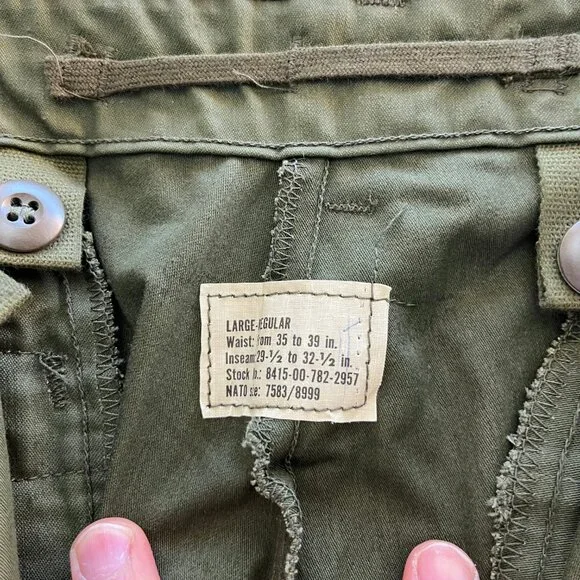 LARGE-REGULAR
Waist: from 35 to 39 in.
Inseam: 29-½ to 32-½ in.
Stock No.: 8415-00-782-2957
NATO size: 7583/8999